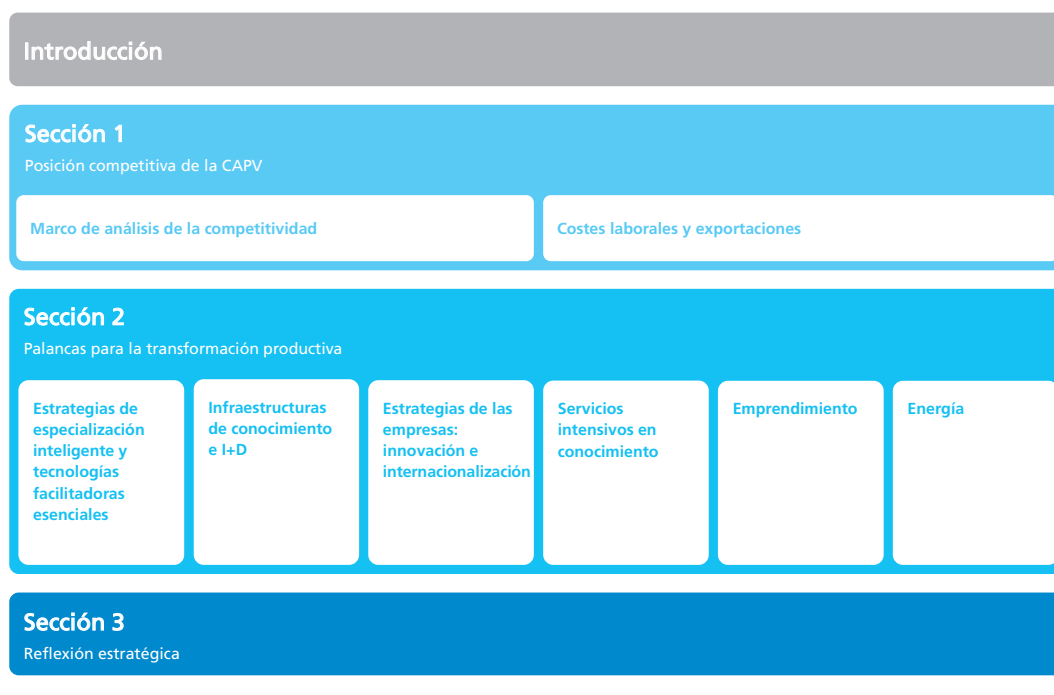 Introducción
Sección 1
Posición competitiva de la CAPV
Marco de análisis de la competitividad
Costes laborales y exportaciones
Sección 2
Palancas para la transformación productiva
Estrategias de
especialización
inteligente y
tecnologías
facilitadoras
esenciales
Infraestructuras
de conocimiento
e I+D
Estrategias de las
empresas:
innovación e
internacionalización
Servicios
intensivos en
conocimiento
Emprendimiento
Energía
Sección 3
Reflexión estratégica